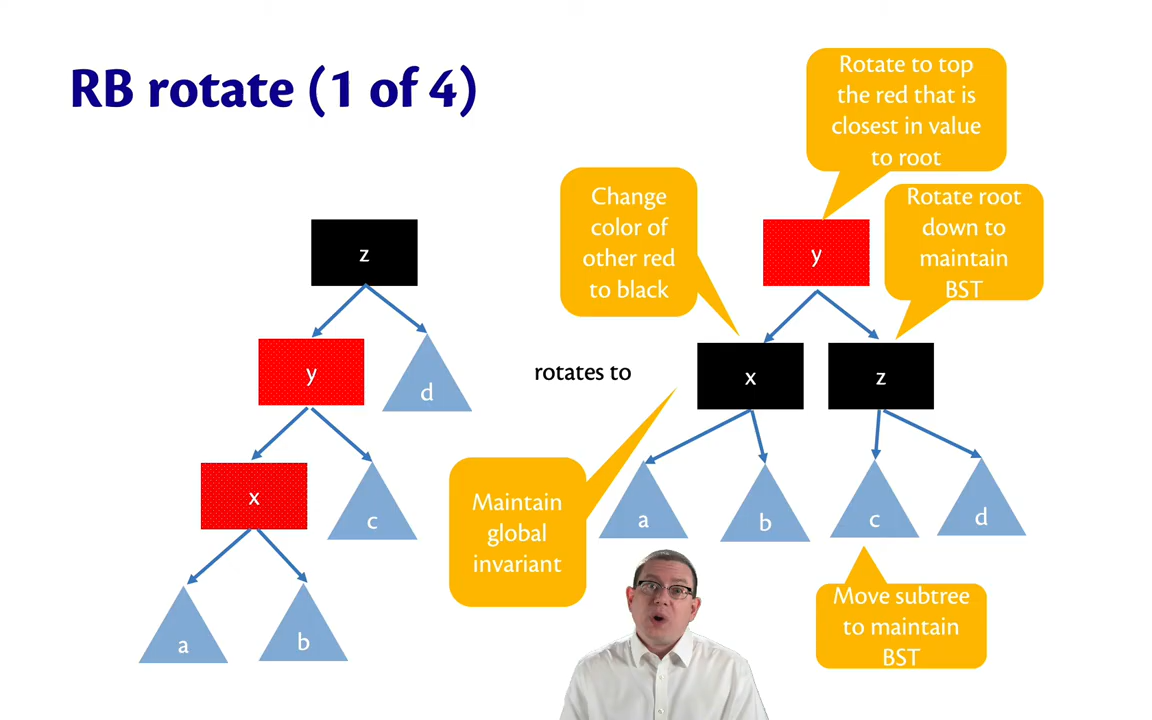 RB rotate (1 of 4)
z
y
d
x
c
a
b
rotates to
Rotate to top
the red that is
closest in value
to root
Change
color of
other red
to black
Rotate root
down to
maintain
BST
y
x
z
a
b
c
d
Maintain
global
invariant
Move subtree
to maintain
BST